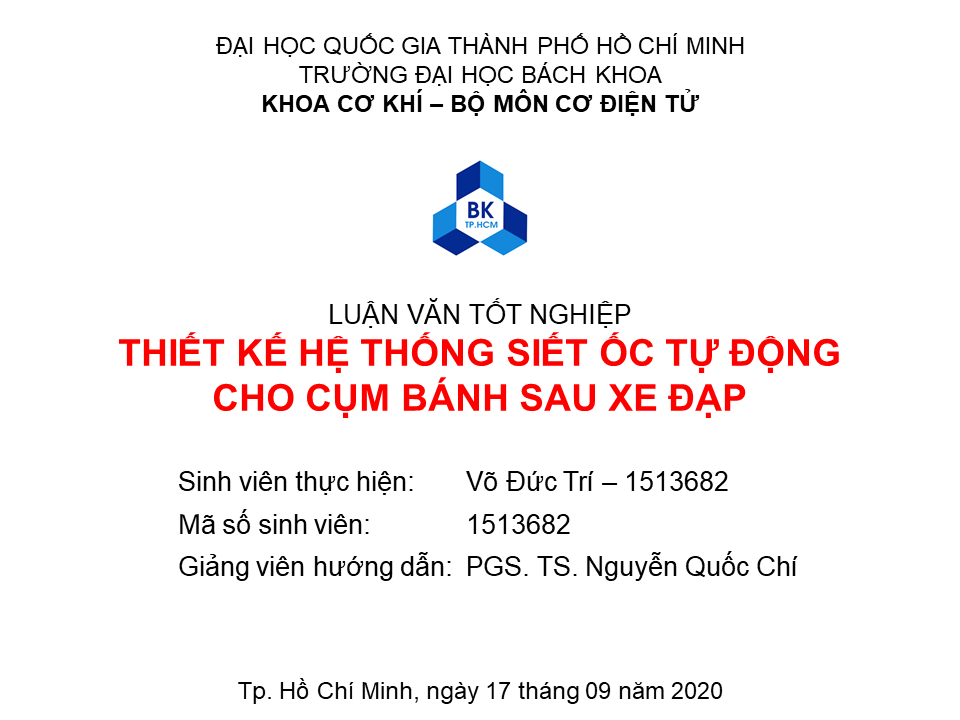 ĐẠI HỌC QUỐC GIA THÀNH PHỐ HỒ CHÍ MINH
TRƯỜNG ĐẠI HỌC BÁCH KHOA
KHOA CƠ KHÍ – BỘ MÔN CƠ ĐIỆN TỬ
BK
TP.HCM
LUẬN VĂN TỐT NGHIỆP
THIẾT KẾ HỆ THỐNG SIẾT ỐC TỰ ĐỘNG
CHO CỤM BÁNH SAU XE ĐẠP
Sinh viên thực hiện: Võ Đức Trí – 1513682
Mã số sinh viên: 1513682
Giảng viên hướng dẫn: PGS. TS. Nguyễn Quốc Chí
Tp. Hồ Chí Minh, ngày 17 tháng 09 năm 2020